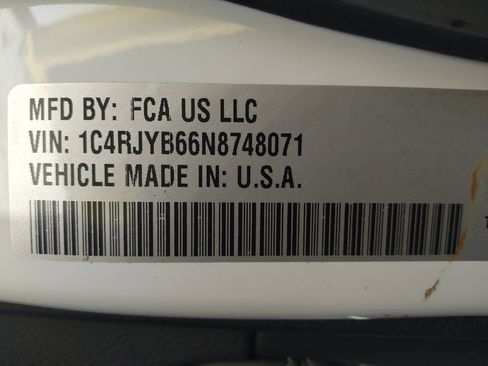 MFD BY: FCA US LLC
VIN: 1C4RJYB66N8748071
VEHICLE MADE IN: U.S.A.